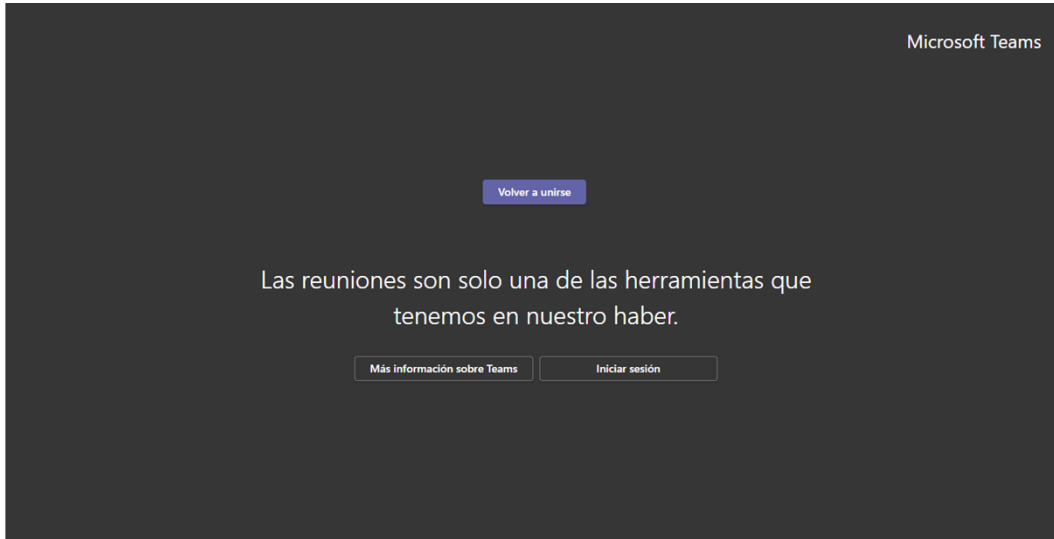 Microsoft Teams
Volver a unirse
Las reuniones son solo una de las herramientas que
tenemos en nuestro haber.
Más información sobre Teams
Iniciar sesión